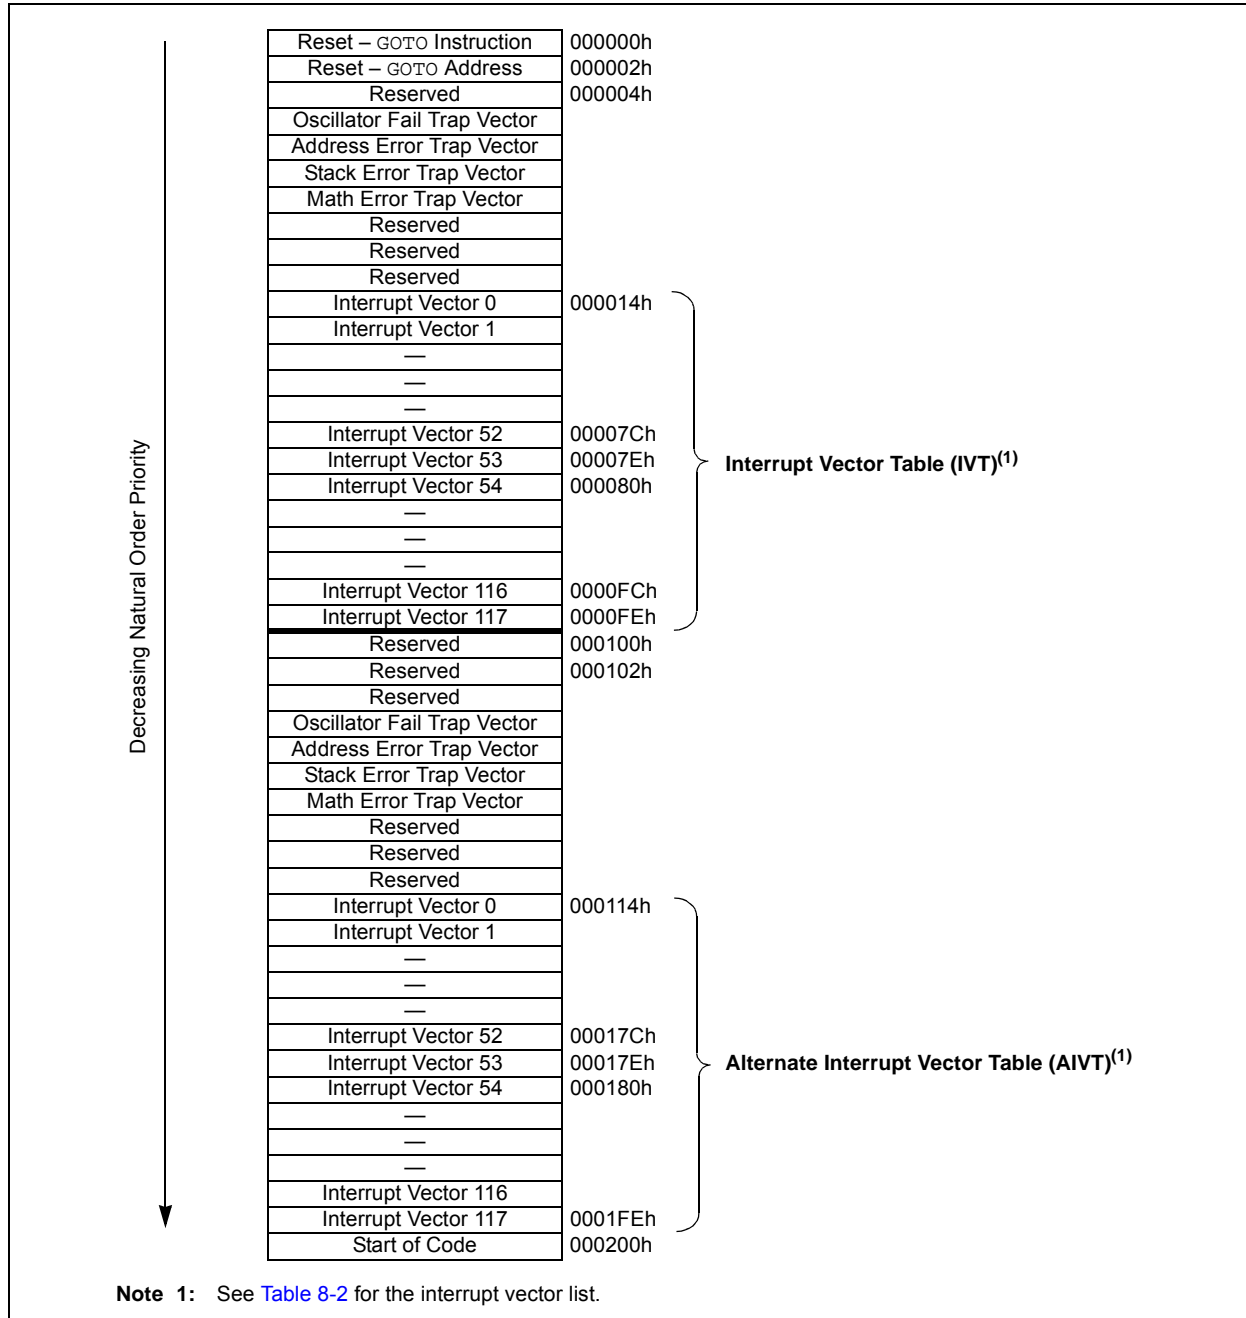 Decreasing Natural Order Priority
Reset – GOTO Instruction 000000h
Reset – GOTO Address 000002h
Reserved 000004h
Oscillator Fail Trap Vector
Address Error Trap Vector
Stack Error Trap Vector
Math Error Trap Vector
Reserved
Reserved
Reserved
Interrupt Vector 0 000014h
Interrupt Vector 1
—
—
—
Interrupt Vector 52 00007Ch
Interrupt Vector 53 00007Eh
Interrupt Vector Table (IVT)(1)
Interrupt Vector 54 000080h
—
—
—
Interrupt Vector 116 0000FCh
Interrupt Vector 117 0000FEh
Reserved 000100h
Reserved 000102h
Reserved
Oscillator Fail Trap Vector
Address Error Trap Vector
Stack Error Trap Vector
Math Error Trap Vector
Reserved
Reserved
Reserved
Interrupt Vector 0 000114h
Interrupt Vector 1
—
—
—
Interrupt Vector 52 00017Ch
Interrupt Vector 53 00017Eh
Alternate Interrupt Vector Table (AIVT)(1)
Interrupt Vector 54 000180h
—
—
—
Interrupt Vector 116
Interrupt Vector 117 0001FEh
Start of Code 000200h
Note 1: See Table 8-2 for the interrupt vector list.